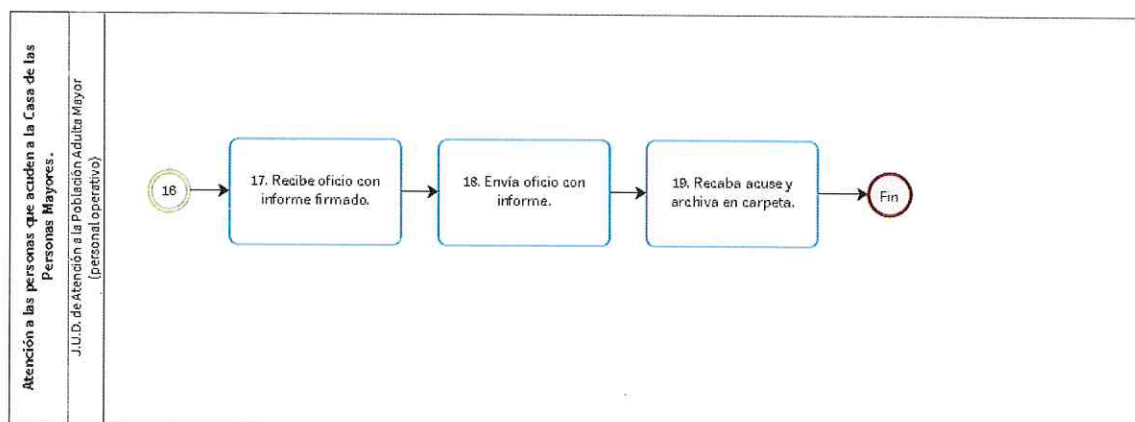 Atención a las personas que acuden a la Casa de las
Personas Mayores.
J.U.D. de Atención a la Población Adulta Mayor
(personal operativo)
16
17. Recibe oficio con
informe firmado.
18. Envía oficio con
informe.
19. Recaba acuse y
archiva en carpeta.
Fin